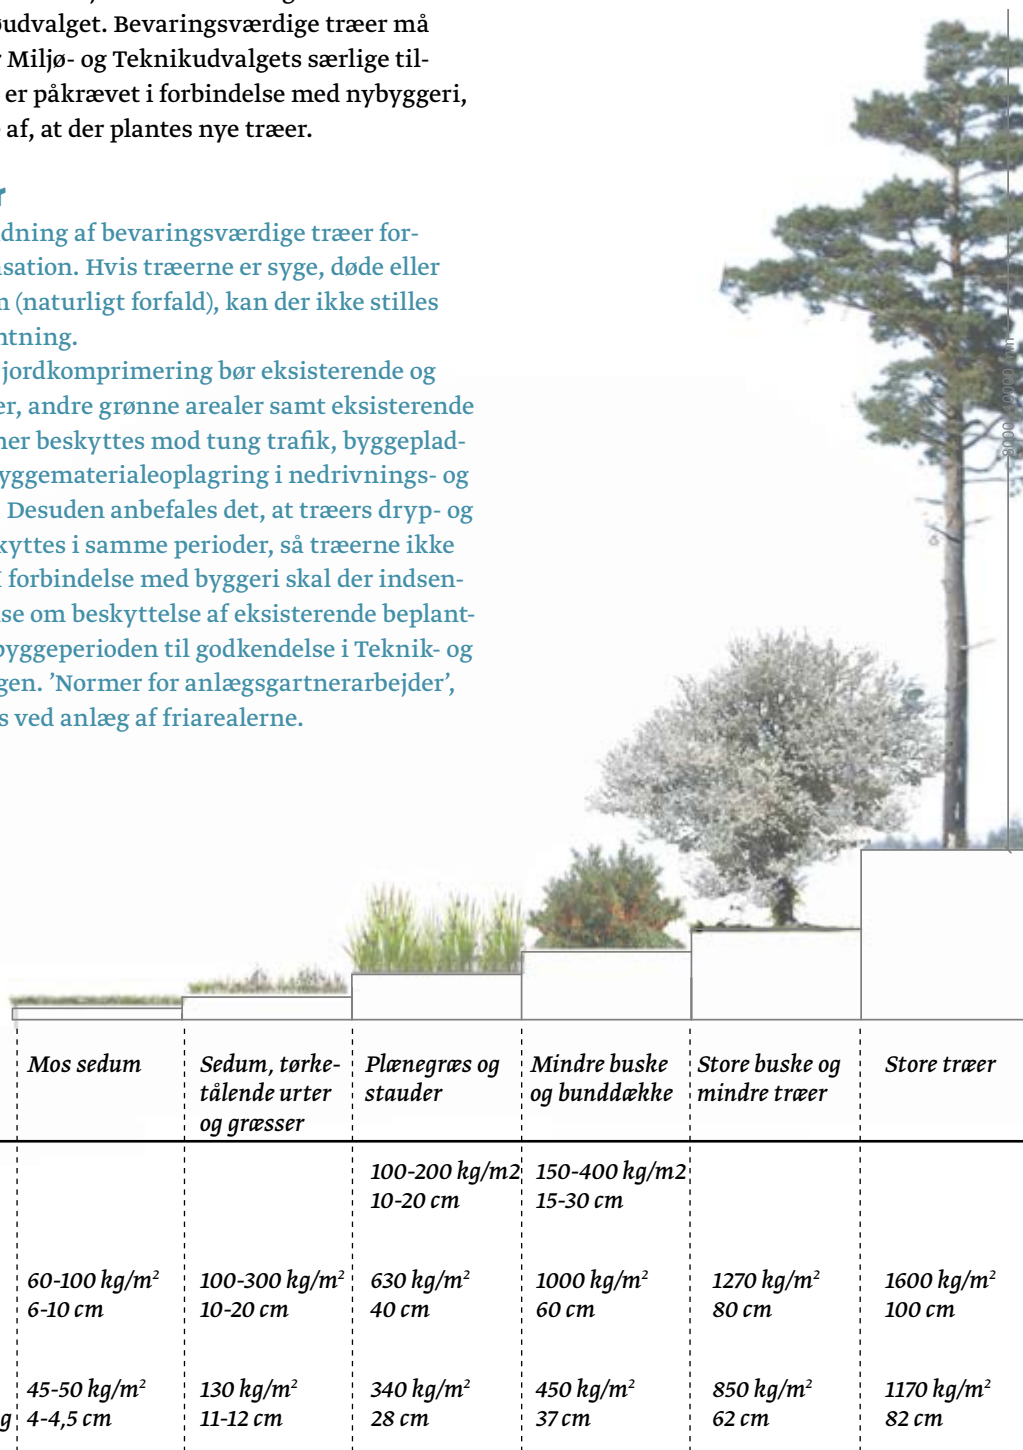 udvalget. Bevaringsværdige træer må
Miljø- og Teknikudvalgets særlige til-
er påkrævet i forbindelse med nybyggeri,
af, at der plantes nye træer.
r
dning af bevaringsværdige træer for-
sation. Hvis træerne er syge, døde eller
n (naturligt forfald), kan der ikke stilles
ntning.
jordkomprimering bør eksisterende og
er, andre grønne arealer samt eksisterende
ner beskyttes mod tung trafik, byggeplad-
yggematerialeoplagring i nedrivnings- og
Desuden anbefales det, at træers dryp- og
kyttes i samme perioder, så træerne ikke
forbindelse med byggeri skal der indsen-
se om beskyttelse af eksisterende beplant-
byggeperioden til godkendelse i Teknik- og
gen. ’Normer for anlægsgartnerarbejder’,
s ved anlæg af friarealerne.
Mos sedum
Sedum, tørke-
tålende urter
og græsser
Plænegræs og
stauder
Mindre buske
og bunddække
Store buske og
mindre træer
Store træer
100-200 kg/m2
10-20 cm
150-400 kg/m2
15-30 cm
60-100 kg/m²
6-10 cm
100-300 kg/m²
10-20 cm
630 kg/m²
40 cm
1000 kg/m²
60 cm
1270 kg/m²
80 cm
1600 kg/m²
100 cm
g
45-50 kg/m²
4-4,5 cm
130 kg/m²
11-12 cm
340 kg/m²
28 cm
450 kg/m²
37 cm
850 kg/m²
62 cm
1170 kg/m²
82 cm